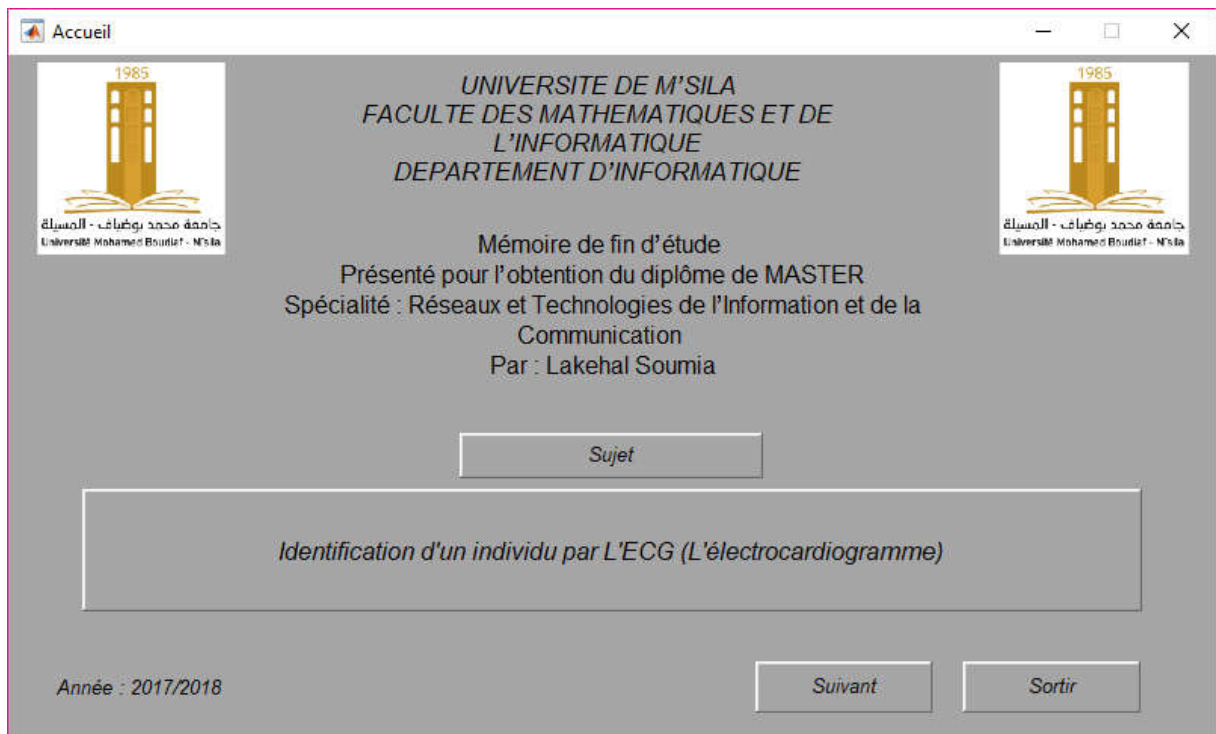 Accueil
1985
جامعة محمد بوضياف - المسيلة
Université Mohamed Boudiaf - M'sila
UNIVERSITE DE M'SILA
FACULTE DES MATHEMATIQUES ET DE
L'INFORMATIQUE
DEPARTEMENT D'INFORMATIQUE
1985
جامعة محمد بوضياف - المسيلة
Université Mohamed Boudiaf - M'sila
Mémoire de fin d'étude
Présenté pour l'obtention du diplôme de MASTER
Spécialité : Réseaux et Technologies de l'Information et de la
Communication
Par : Lakehal Soumia
Sujet
Identification d'un individu par L'ECG (L'électrocardiogramme)
Année : 2017/2018
Suivant
Sortir